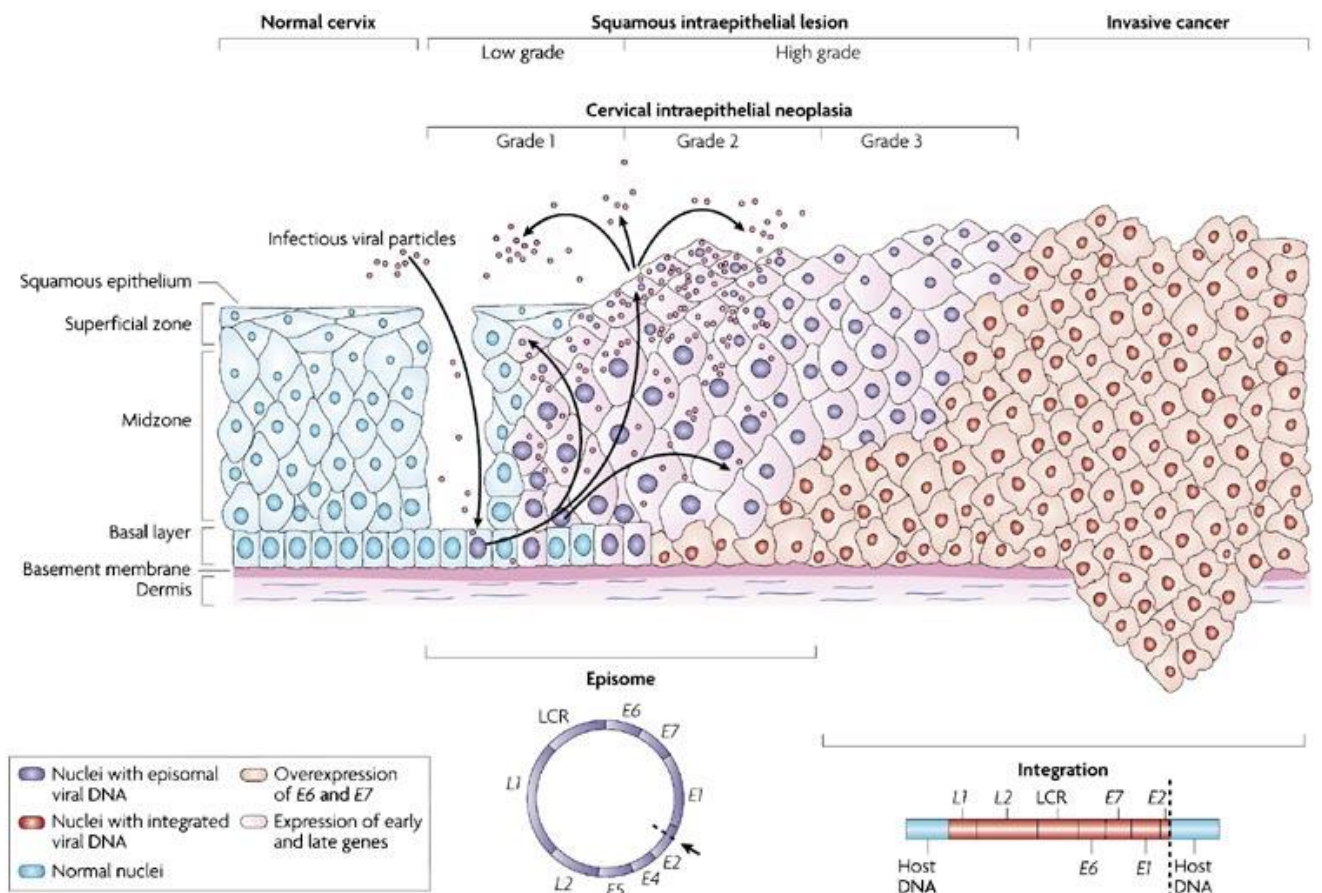 Normal cervix
Squamous intraepithelial lesion
Invasive cancer
Low grade
High grade
Cervical intraepithelial neoplasia
Grade 1
Grade 2
Grade 3
Infectious viral particles
Squamous epithelium
Superficial zone
Midzone
Basal layer
Basement membrane
Dermis
Episome
LCR
E6
E7
L1
E1
E2
E4
E5
L2
Nuclei with episomal
viral DNA
Nuclei with integrated
viral DNA
Normal nuclei
Overexpression
of E6 and E7
Expression of early
and late genes
Integration
L1
L2
LCR
E7
E2
Host
DNA
E6
E1
Host
DNA